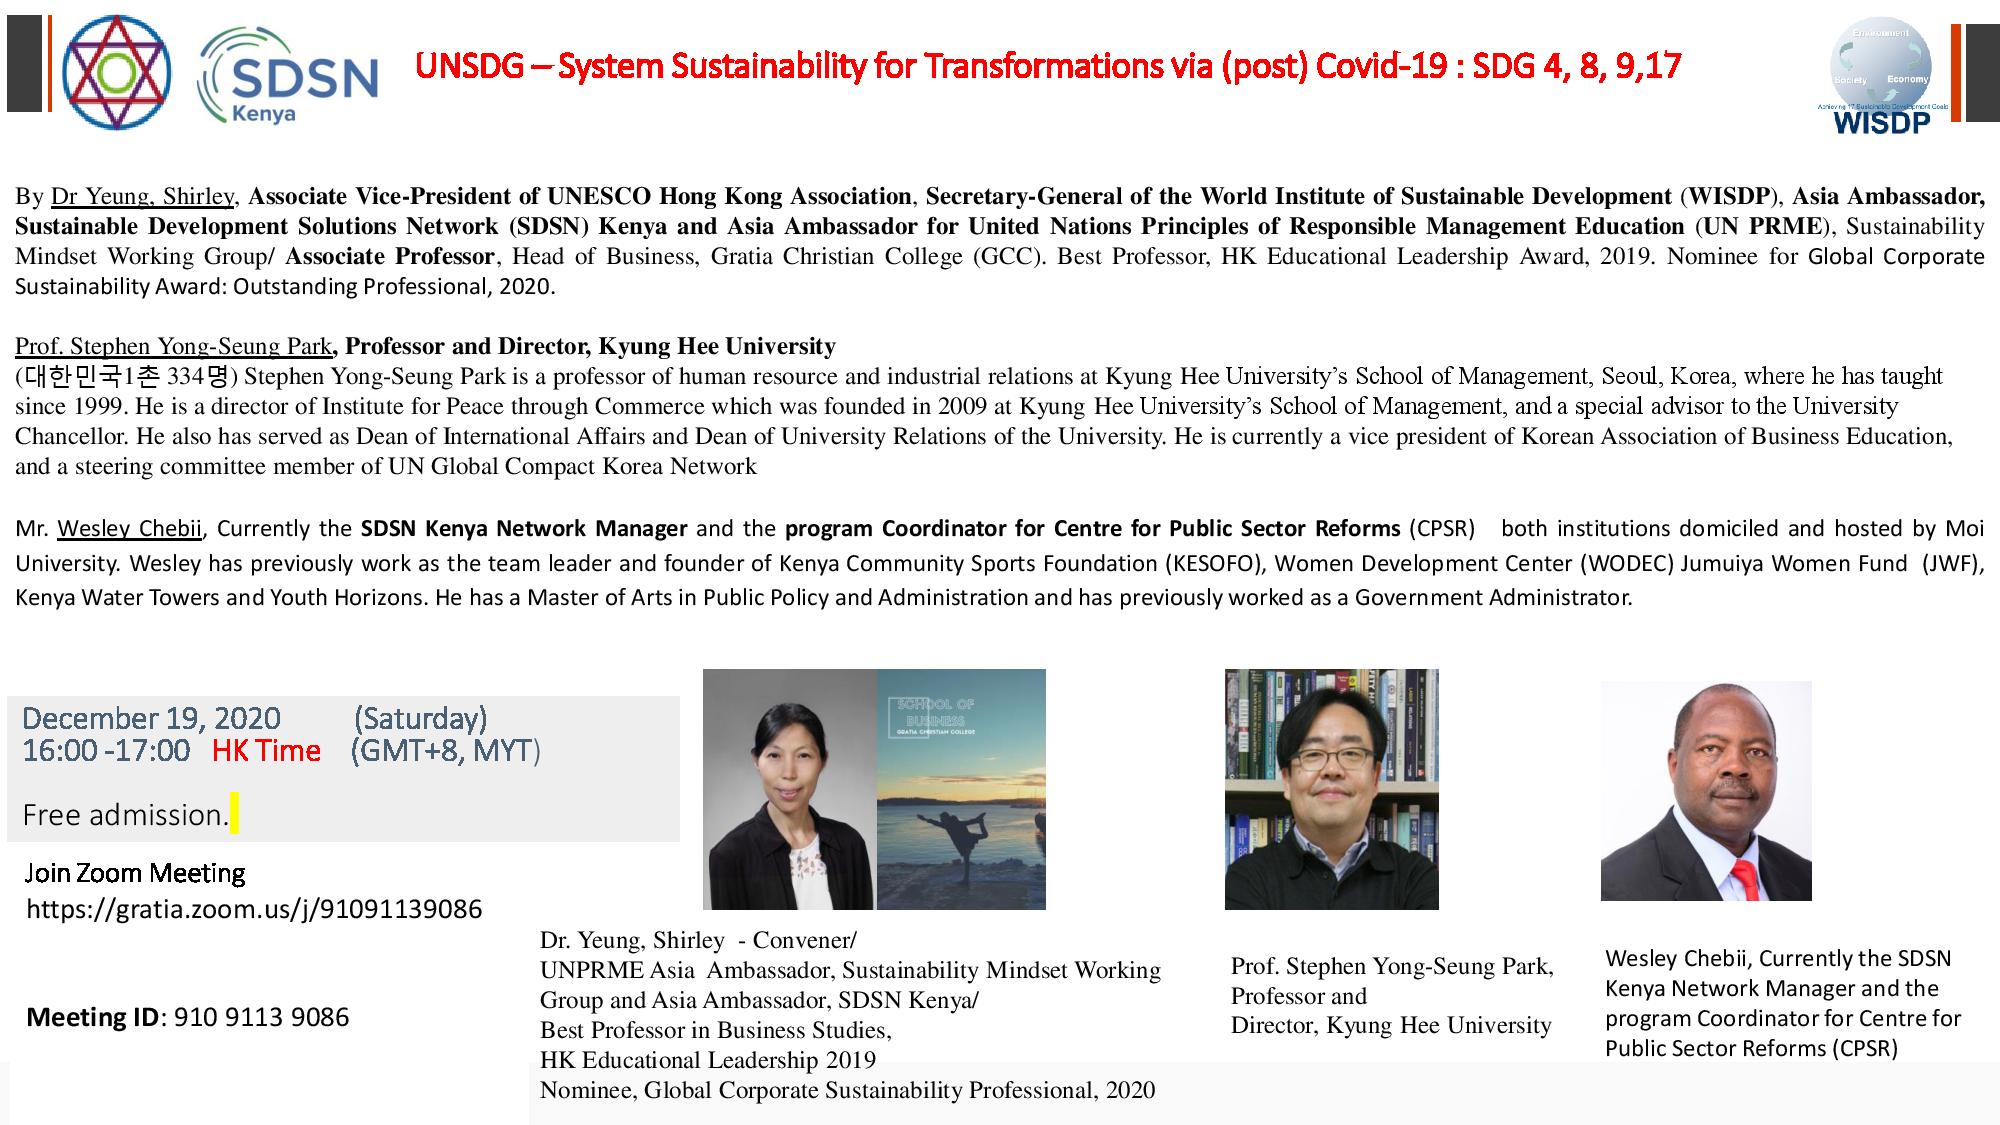 SDSN
Kenya
UNSDG – System Sustainability for Transformations via (post) Covid-19 : SDG 4, 8, 9,17
Environment
Society Economy
Achieving 17 Sustainable Development Goals
WISDP
By Dr Yeung, Shirley, Associate Vice-President of UNESCO Hong Kong Association, Secretary-General of the World Institute of Sustainable Development (WISDP), Asia Ambassador,
Sustainable Development Solutions Network (SDSN) Kenya and Asia Ambassador for United Nations Principles of Responsible Management Education (UN PRME), Sustainability
Mindset Working Group/ Associate Professor, Head of Business, Gratia Christian College (GCC). Best Professor, HK Educational Leadership Award, 2019. Nominee for Global Corporate
Sustainability Award: Outstanding Professional, 2020.
Prof. Stephen Yong-Seung Park, Professor and Director, Kyung Hee University
(대한민국1촌 334명) Stephen Yong-Seung Park is a professor of human resource and industrial relations at Kyung Hee University’s School of Management, Seoul, Korea, where he has taught
since 1999. He is a director of Institute for Peace through Commerce which was founded in 2009 at Kyung Hee University’s School of Management, and a special advisor to the University
Chancellor. He also has served as Dean of International Affairs and Dean of University Relations of the University. He is currently a vice president of Korean Association of Business Education,
and a steering committee member of UN Global Compact Korea Network
Mr. Wesley Chebii, Currently the SDSN Kenya Network Manager and the program Coordinator for Centre for Public Sector Reforms (CPSR) both institutions domiciled and hosted by Moi
University. Wesley has previously work as the team leader and founder of Kenya Community Sports Foundation (KESOFO), Women Development Center (WODEC) Jumuiya Women Fund (JWF),
Kenya Water Towers and Youth Horizons. He has a Master of Arts in Public Policy and Administration and has previously worked as a Government Administrator.
December 19, 2020 (Saturday)
16:00 -17:00 HK Time (GMT+8, MYT)
Free admission.
Join Zoom Meeting
https://gratia.zoom.us/j/91091139086
Meeting ID: 910 9113 9086
SCHOOL OF
BUSINESS
GRATIA CHRISTIAN COLLEGE
Dr. Yeung, Shirley - Convener/
UNPRME Asia Ambassador, Sustainability Mindset Working
Group and Asia Ambassador, SDSN Kenya/
Best Professor in Business Studies,
HK Educational Leadership 2019
Nominee, Global Corporate Sustainability Professional, 2020
Prof. Stephen Yong-Seung Park,
Professor and
Director, Kyung Hee University
Wesley Chebii, Currently the SDSN
Kenya Network Manager and the
program Coordinator for Centre for
Public Sector Reforms (CPSR)